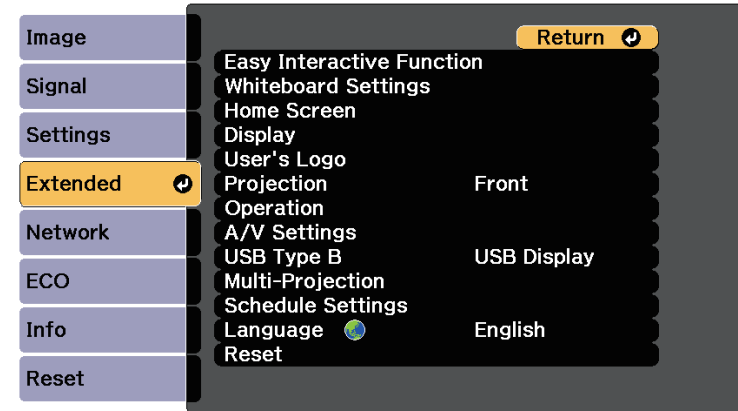 Image
Signal
Settings
Extended
Network
ECO
Info
Reset
Return
Easy Interactive Function
Whiteboard Settings
Home Screen
Display
User's Logo
Projection Front
Operation
A/V Settings
USB Type B USB Display
Multi-Projection
Schedule Settings
Language English
Reset